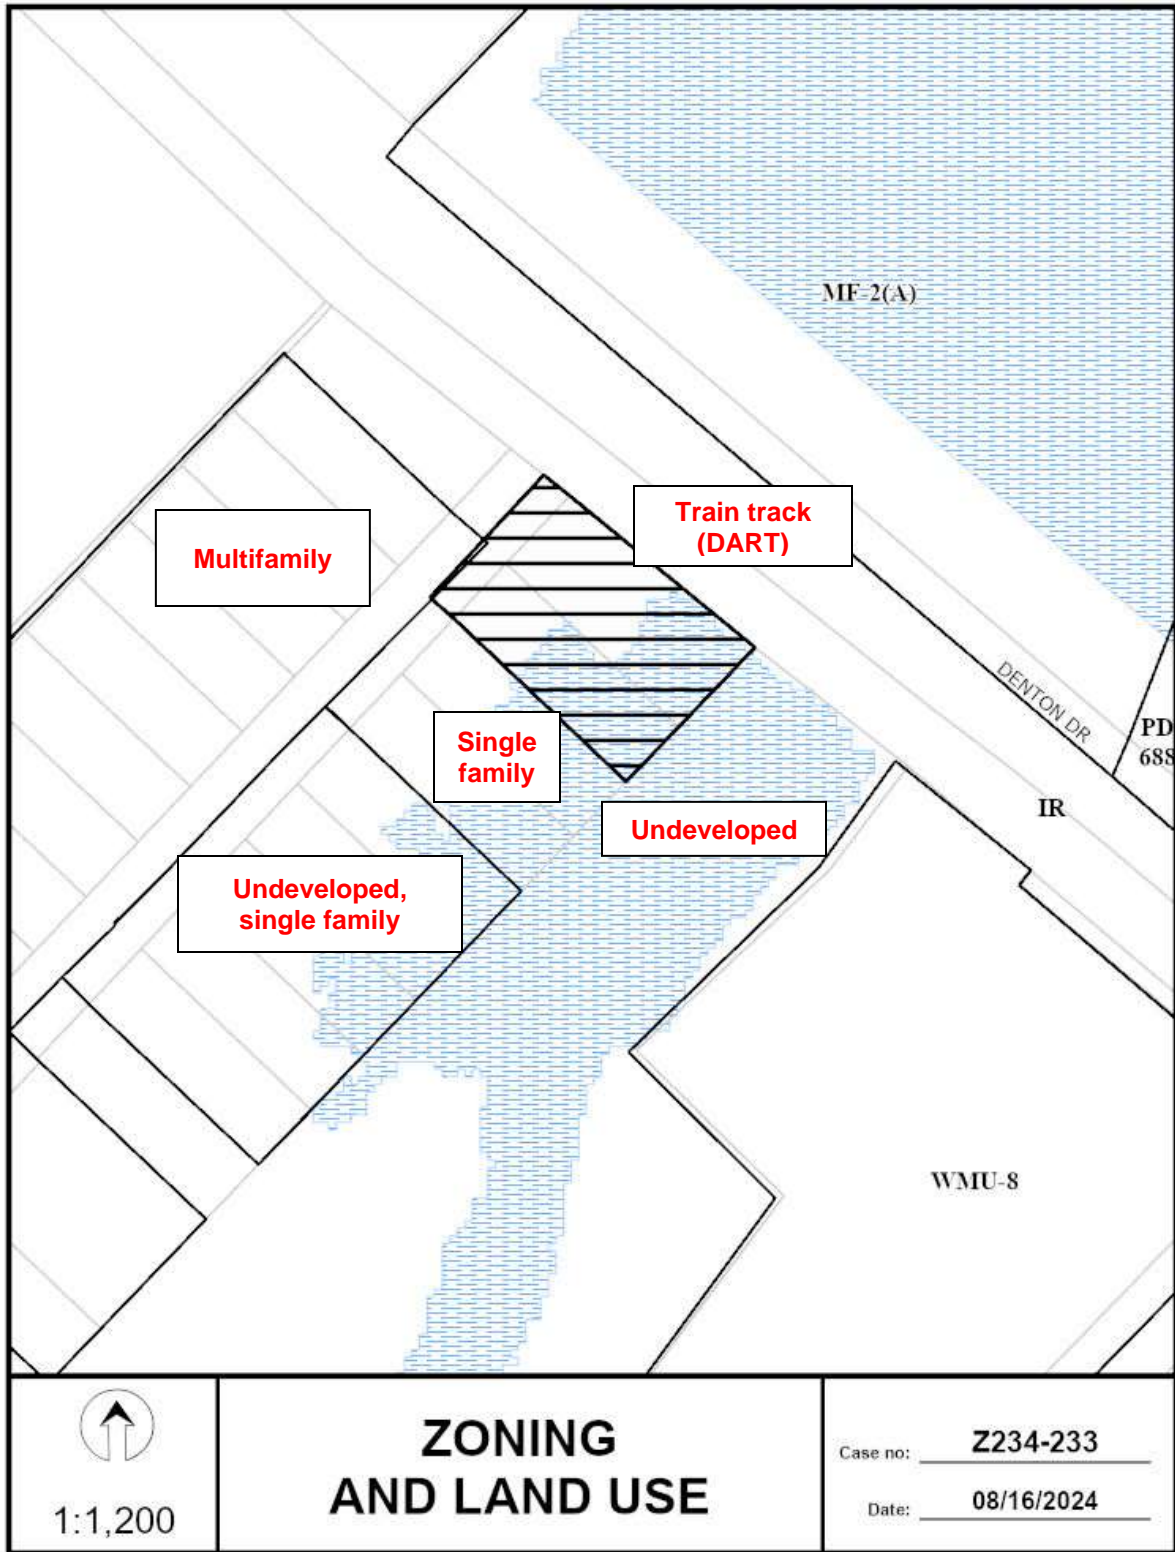 MF-2(A)
Train track
(DART)
Multifamily
DENTON DR
PD
688
Single
family
IR
Undeveloped
Undeveloped,
single family
WMU-8
1:1,200
ZONING
AND LAND USE
Case no: Z234-233
Date: 08/16/2024